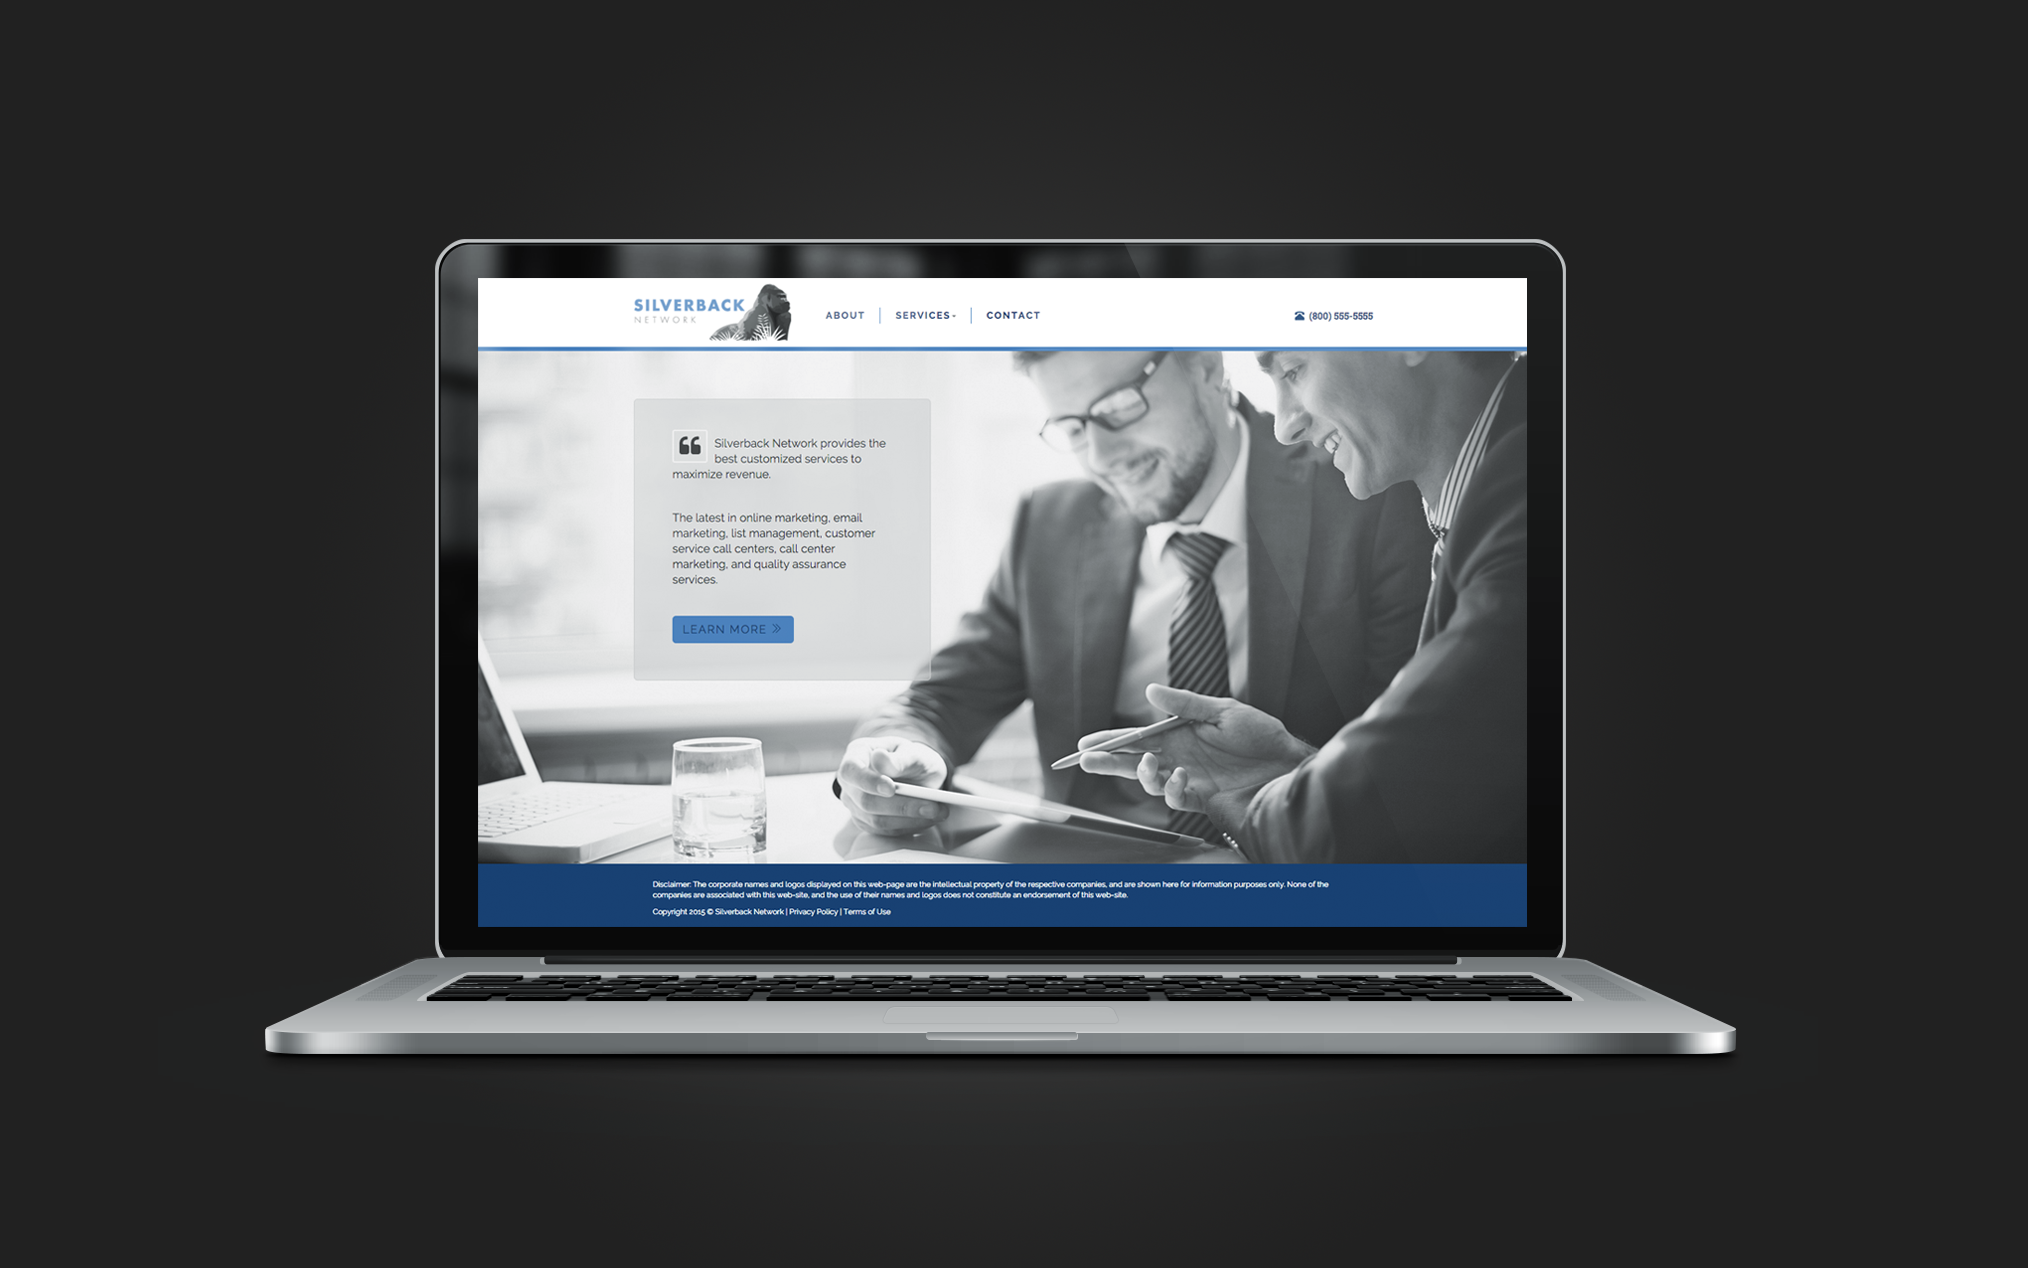 SILVERBACK
NETWORK
ABOUT
SERVICES
CONTACT
(800) 555-5555
Silverback Network provides the
best customized services to
maximize revenue.
The latest in online marketing, email
marketing, list management, customer
service call centers, call center
marketing, and quality assurance
services.
LEARN MORE
Disclaimer: The corporate names and logos displayed on this web-page are the intellectual property of the respective companies, and are shown here for information purposes only. None of the
companies are associated with this web-site, and the use of their names and logos does not constitute an endorsement of this web-site.
Copyright 2015 © Silverback Network | Privacy Policy | Terms of Use